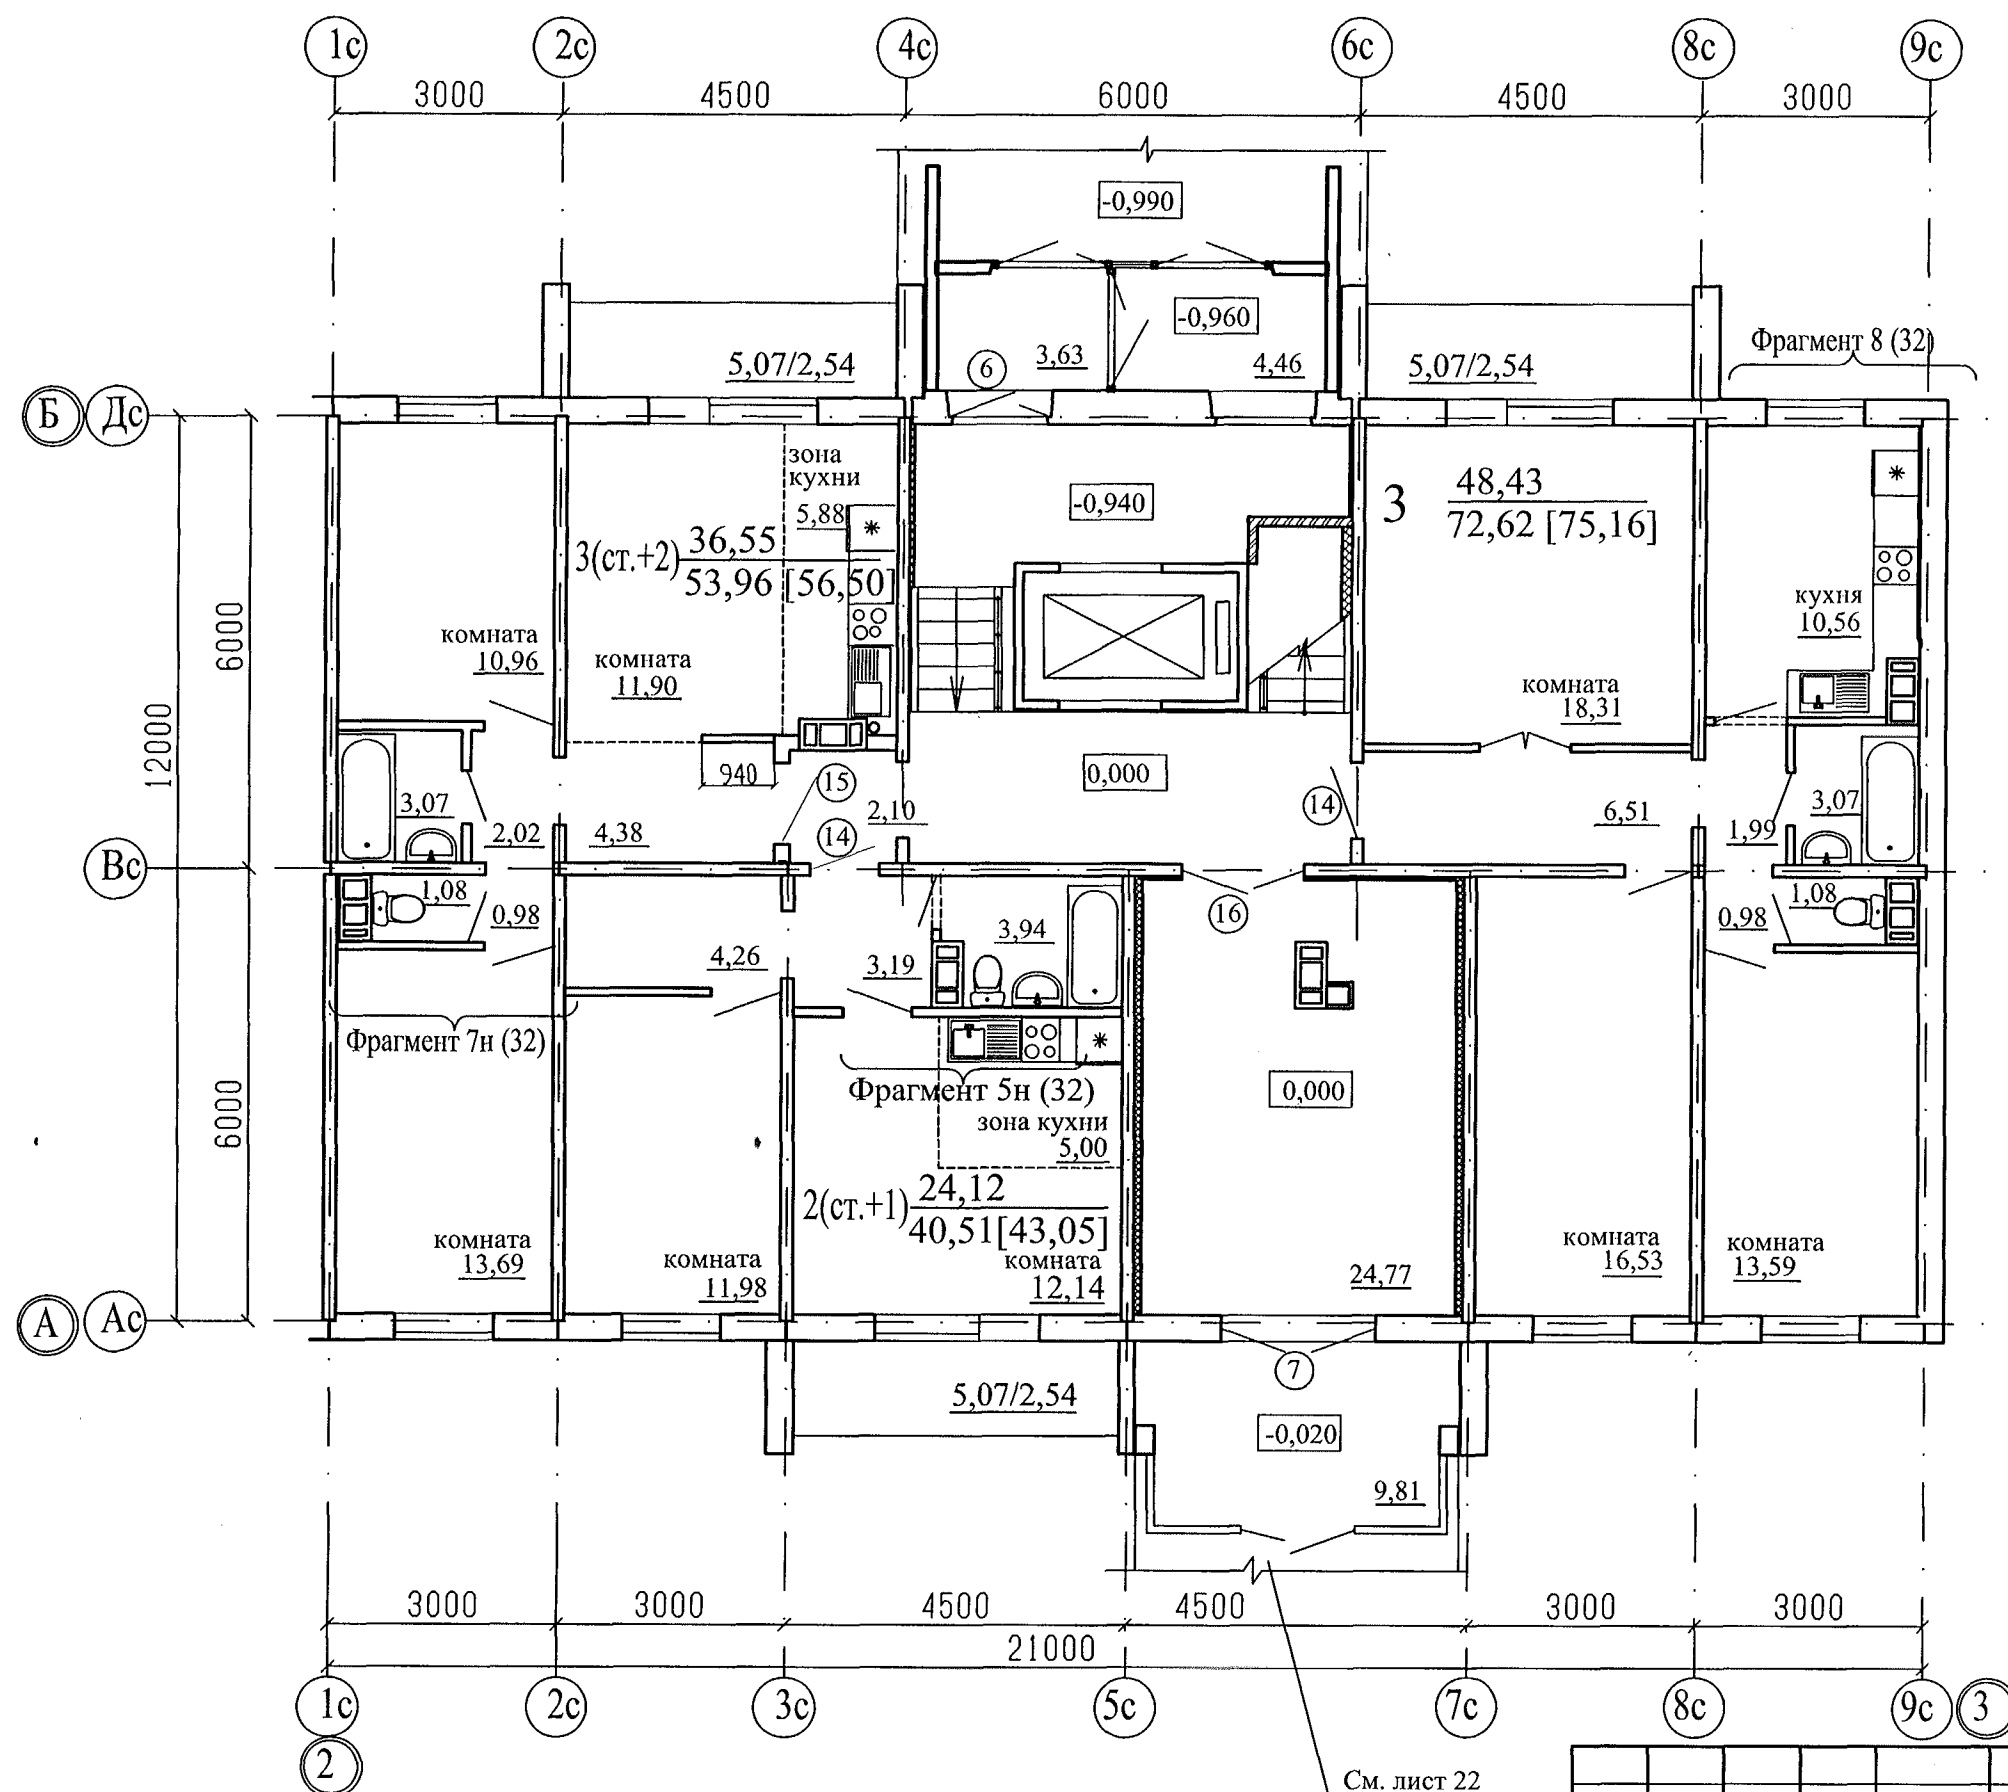 1с 2с 4с 6с 8с 9с
3000 4500 6000 4500 3000
-0,990
-0,960
3,63 4,46
6
5,07/2,54 5,07/2,54
Фрагмент 8 (32)
Б Дс
зона
кухни
5,88
-0,940
3 48,43
72,62 [75,16]
3(ст.+2) 36,55
53,96 [56,50]
кухня
10,56
6000
12000
комната
10,96
комната
11,90
комната
18,31
940
15
0,000
14
3,07
2,02
4,38
14
2,10
6,51
1,99
3,07
Вс
1,08
0,98
4,26
3,19
3,94
16
0,98
1,08
Фрагмент 7н (32)
Фрагмент 5н (32)
зона кухни
5,00
0,000
6000
2(ст.+1) 24,12
40,51[43,05]
комната
13,69
комната
11,98
комната
12,14
24,77
комната
16,53
комната
13,59
А Ас
7
5,07/2,54
-0,020
9,81
3000 3000 4500 4500 3000 3000
21000
1с 2с 3с 5с 7с 8с 9с 3
2
См. лист 22